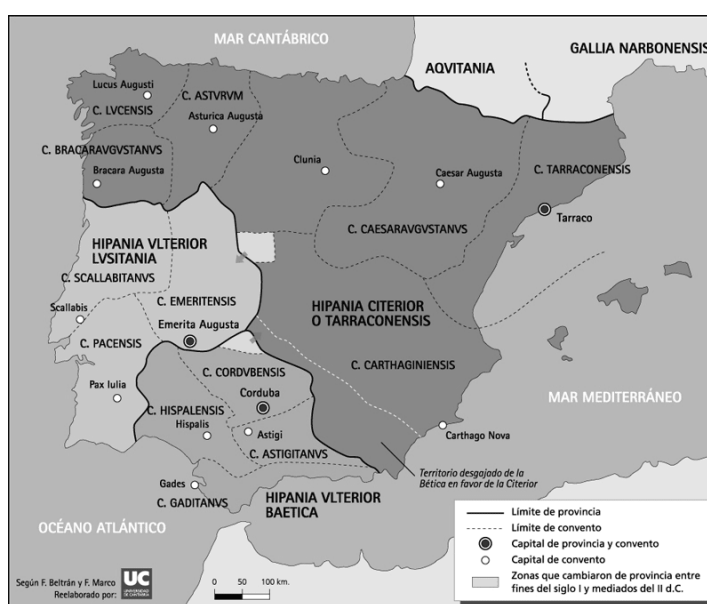 MAR CANTÁBRICO
GALLIA NARBONENSIS
AQVITANIA
Lucus Augusti
C. LVCENSIS
C. ASTVRVM
Asturica Augusta
C. BRACARAVGVSTANVS
Bracara Augusta
Clunia
Caesar Augusta
C. TARRACONENSIS
Tarraco
C. CAESARAVGVSTANVS
HIPANIA VLTERIOR
LVSITANIA
C. SCALLABITANVS
C. EMERITENSIS
Scallabis
Emerita Augusta
C. PACENSIS
HIPANIA CITERIOR
O TARRACONENSIS
C. CARTHAGINIENSIS
C. CORDVBENSIS
Corduba
Pax Iulia
C. HISPALENSIS
Hispalis
Astigi
C. ASTIGITANVS
MAR MEDITERRÁNEO
Carthago Nova
Territorio desgajado de la
Bética en favor de la Citerior
Gades
C. GADITANVS
HIPANIA VLTERIOR
BAETICA
OCÉANO ATLÁNTICO
Límite de provincia
Límite de convento
Capital de provincia y convento
Capital de convento
Zonas que cambiaron de provincia entre
fines del siglo I y mediados del II d.C.
Según F. Beltrán y F. Marco
Reelaborado por:
UC
UNIVERSIDAD
DE CANTABRIA
0 50 100 km.